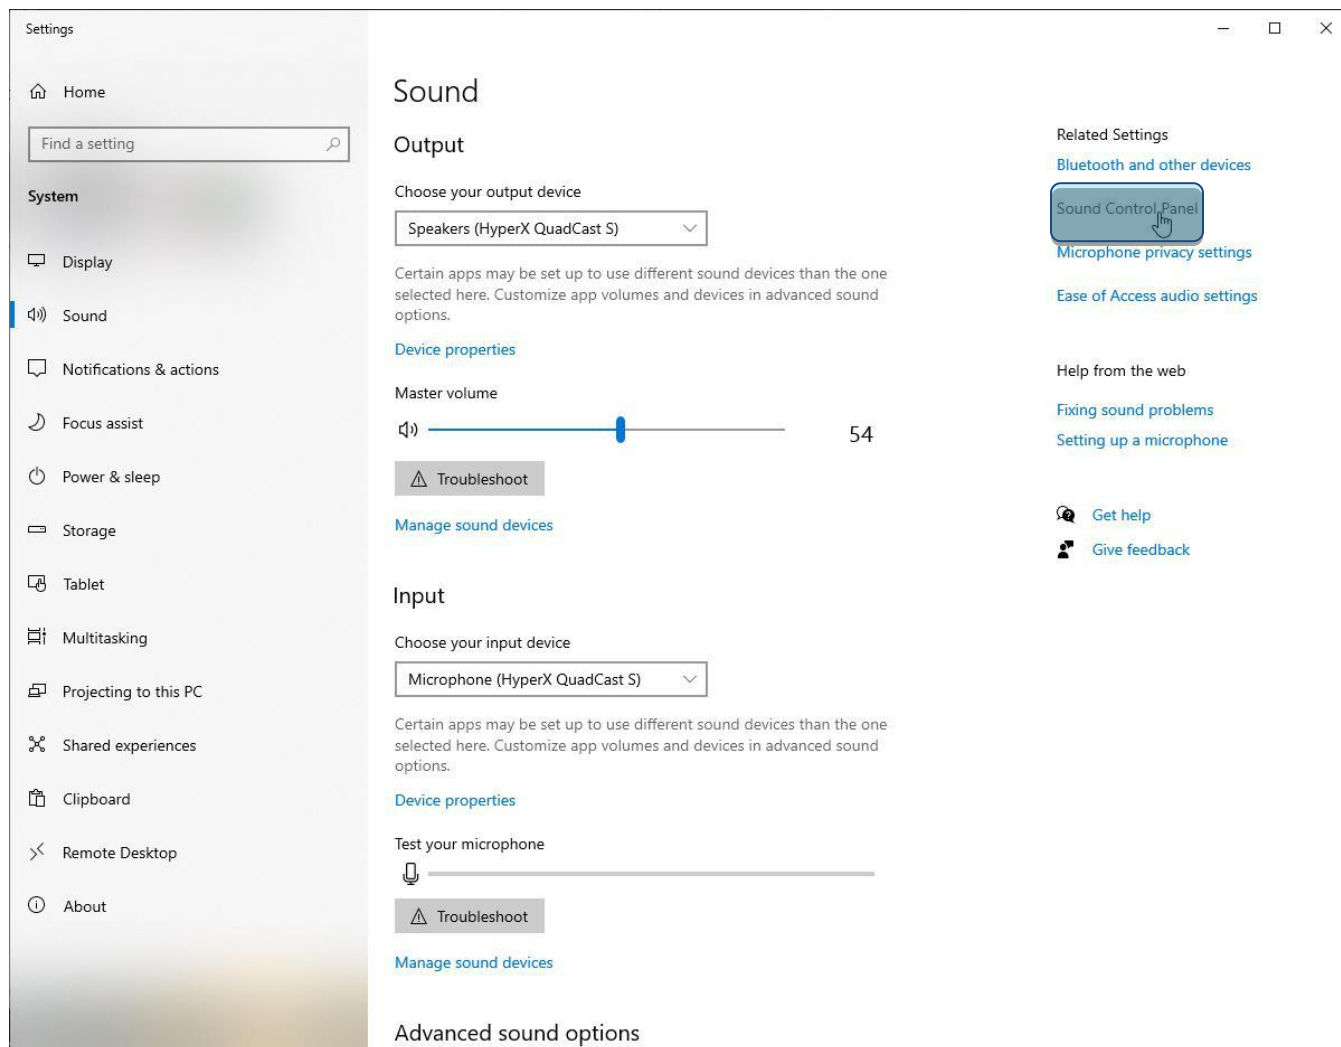 Settings
Home
Find a setting
System
Display
Sound
Notifications & actions
Focus assist
Power & sleep
Storage
Tablet
Multitasking
Projecting to this PC
Shared experiences
Clipboard
Remote Desktop
About
Sound
Output
Choose your output device
Speakers (HyperX QuadCast S)
Certain apps may be set up to use different sound devices than the one
selected here. Customize app volumes and devices in advanced sound
options.
Device properties
Master volume
54
Troubleshoot
Manage sound devices
Input
Choose your input device
Microphone (HyperX QuadCast S)
Certain apps may be set up to use different sound devices than the one
selected here. Customize app volumes and devices in advanced sound
options.
Device properties
Test your microphone
Troubleshoot
Manage sound devices
Advanced sound options
Related Settings
Bluetooth and other devices
Sound Control Panel
Microphone privacy settings
Ease of Access audio settings
Help from the web
Fixing sound problems
Setting up a microphone
Get help
Give feedback